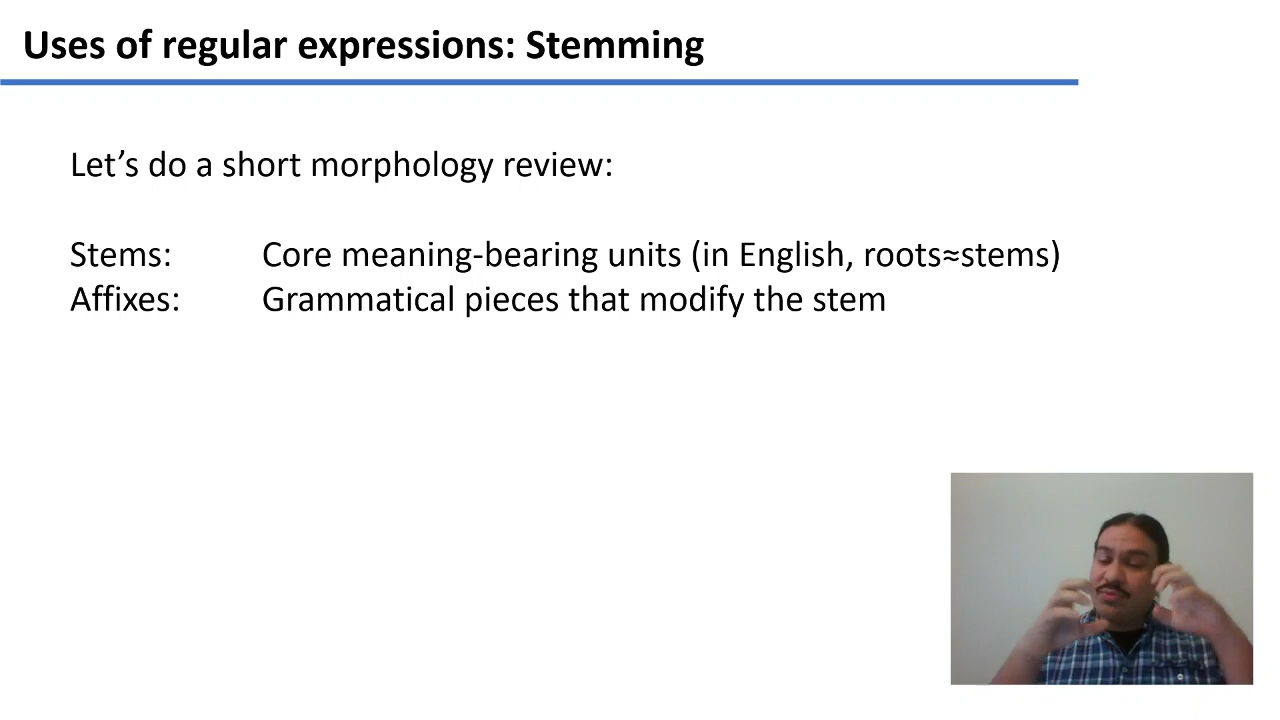 Uses of regular expressions: Stemming
Let’s do a short morphology review:
Stems: Core meaning-bearing units (in English, roots≈stems)
Affixes: Grammatical pieces that modify the stem